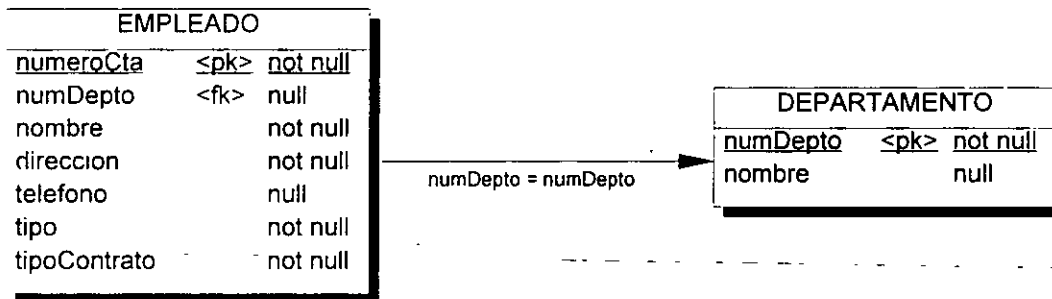 EMPLEADO
numeroCta <pk> not null
numDepto <fk> null
nombre not null
direccion not null
telefono null
tipo not null
tipoContrato not null
numDepto = numDepto
DEPARTAMENTO
numDepto <pk> not null
nombre null